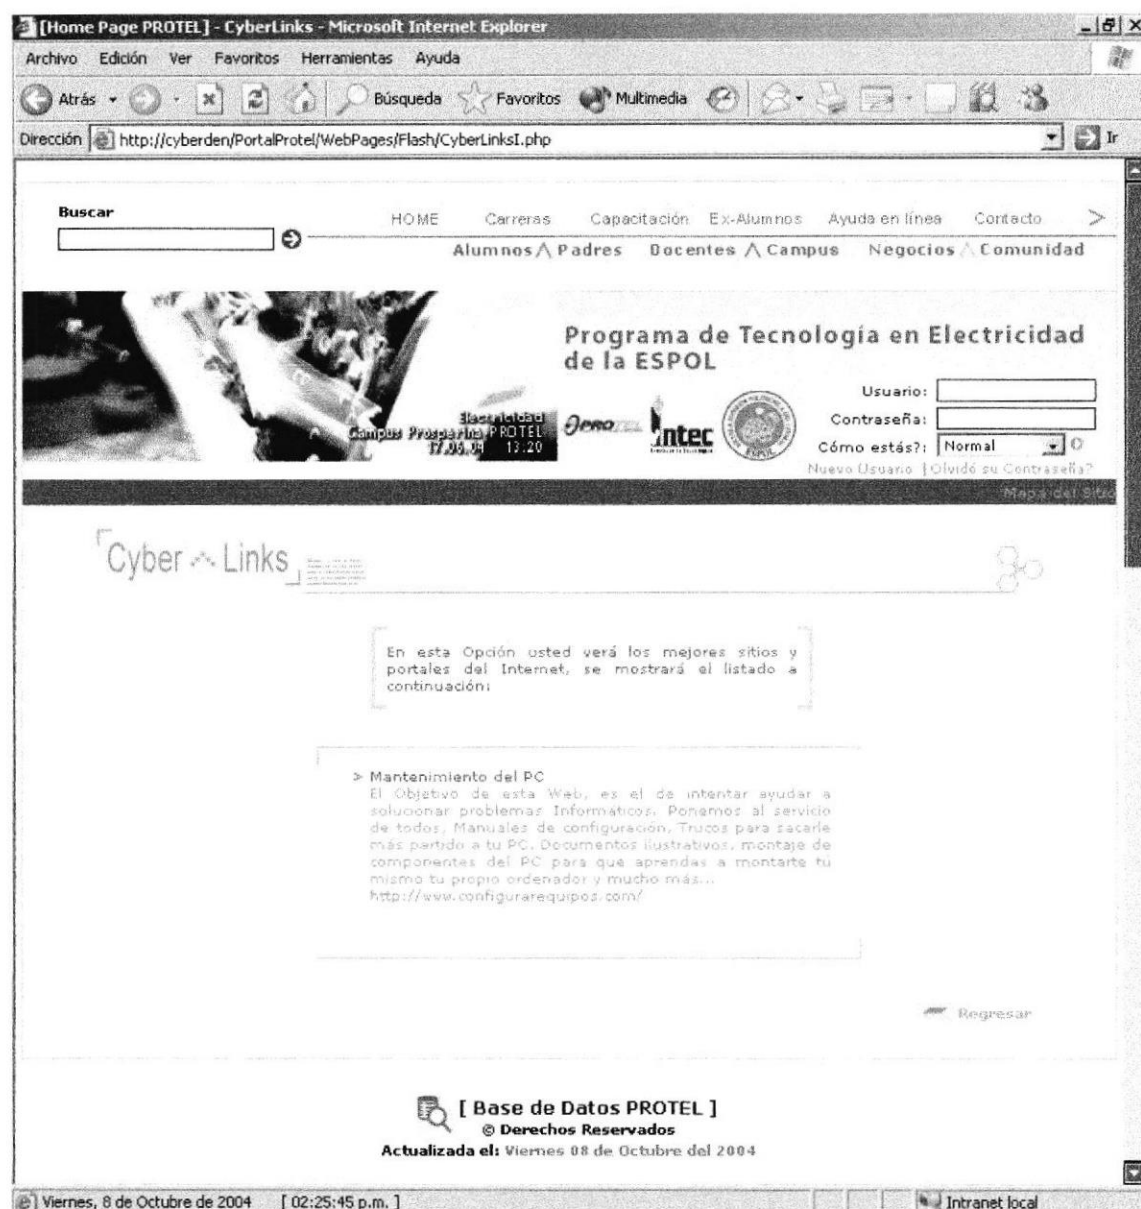 [Home Page PROTEL] - CyberLinks - Microsoft Internet Explorer
Archivo Edición Ver Favoritos Herramientas Ayuda
Atrás Búsqueda Favoritos Multimedia
Dirección http://cyberden/PortalProtel/WebPages/Flash/CyberLinksI.php Ir
Buscar
HOME Carreras Capacitación Ex-Alumnos Ayuda en línea Contacto >
Alumnos Padres Docentes Campus Negocios Comunidad
Programa de Tecnología en Electricidad
de la ESPOL
Electricidad
Campus Prosperina PROTEL
17.06.04 13:20
PROTEL
intec
ESPOL
Usuario:
Contraseña:
Cómo estás?: Normal
Nuevo Usuario | Olvidó su Contraseña?
Mapa del Sitio
Cyber Links
En esta Opción usted verá los mejores sitios y
portales del Internet, se mostrará el listado a
continuación:
> Mantenimiento del PC
El Objetivo de esta Web, es el de intentar ayudar a
solucionar problemas Informáticos. Ponemos al servicio
de todos, Manuales de configuración, Trucos para sacarle
más partido a tu PC, Documentos ilustrativos, montaje de
componentes del PC para que aprendas a montarte tú
mismo tu propio ordenador y mucho más...
http://www.configurarequipos.com/
Regresar
[ Base de Datos PROTEL ]
© Derechos Reservados
Actualizada el: Viernes 08 de Octubre del 2004
Viernes, 8 de Octubre de 2004 [ 02:25:45 p.m. ] Intranet local